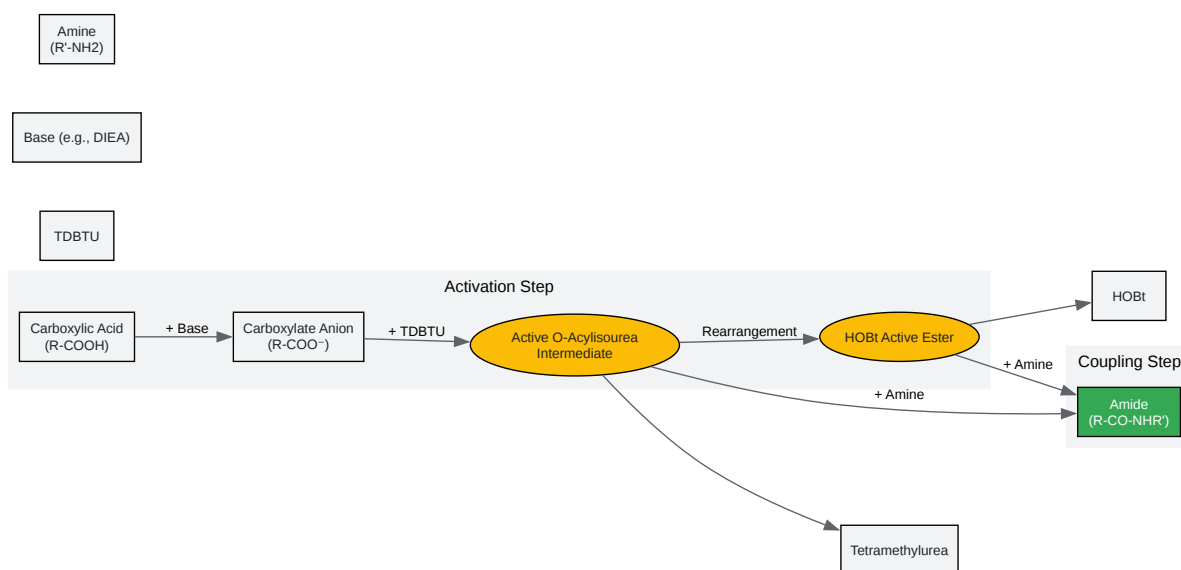 Amine
(R'-NH2)
Base (e.g., DIEA)
TDBTU
Activation Step
Carboxylic Acid
(R-COOH)
+ Base
Carboxylate Anion
(R-COO⁻)
+ TDBTU
Active O-Acylisourea
Intermediate
Rearrangement
HOBt Active Ester
HOBt
+ Amine
Coupling Step
+ Amine
Amide
(R-CO-NHR')
Tetramethylurea